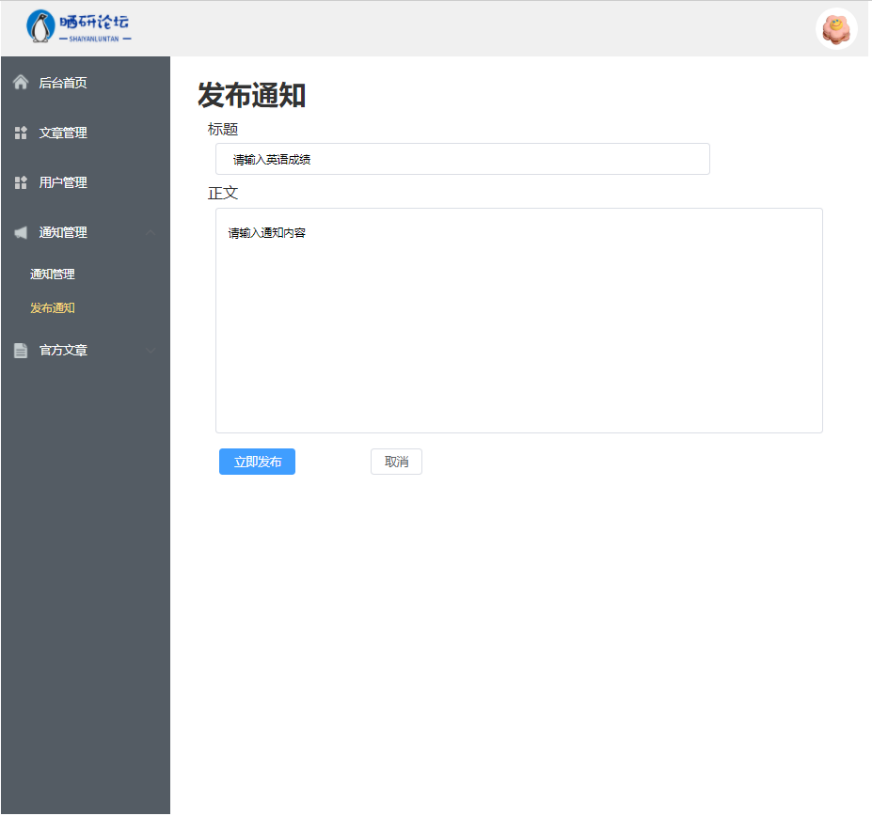 晒研论坛
SHAIYANLUNTAN
后台首页
文章管理
用户管理
通知管理
通知管理
发布通知
官方文章
发布通知
标题
请输入英语成绩
正文
请输入通知内容
立即发布
取消